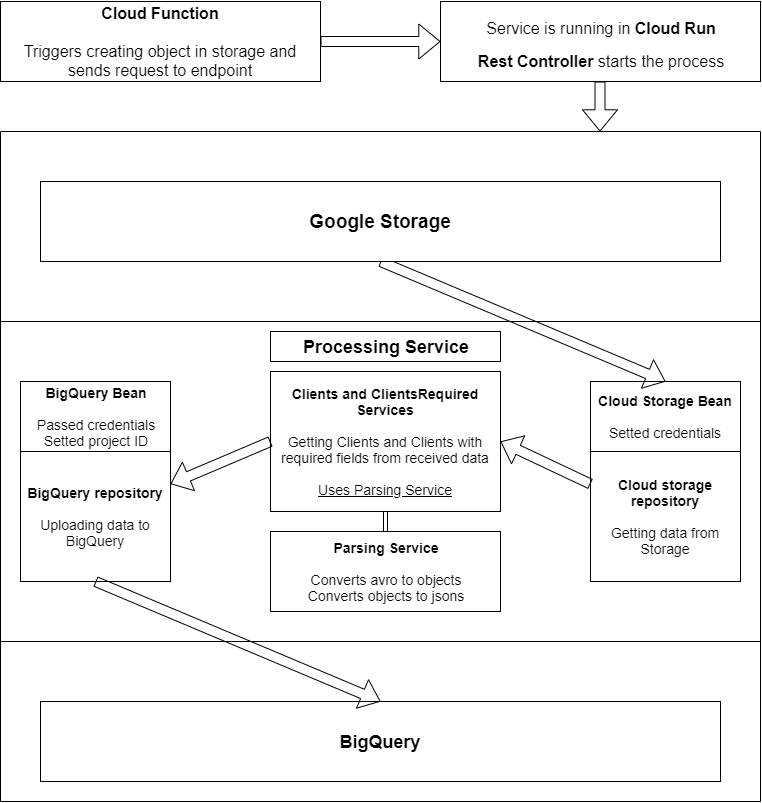 Cloud Function
Triggers creating object in storage and
sends request to endpoint
Service is running in Cloud Run
Rest Controller starts the process
Google Storage
Processing Service
BigQuery Bean
Passed credentials
Setted project ID
BigQuery repository
Uploading data to
BigQuery
Clients and ClientsRequired
Services
Getting Clients and Clients with
required fields from received data
Uses Parsing Service
Parsing Service
Converts avro to objects
Converts objects to jsons
Cloud Storage Bean
Setted credentials
Cloud storage
repository
Getting data from
Storage
BigQuery